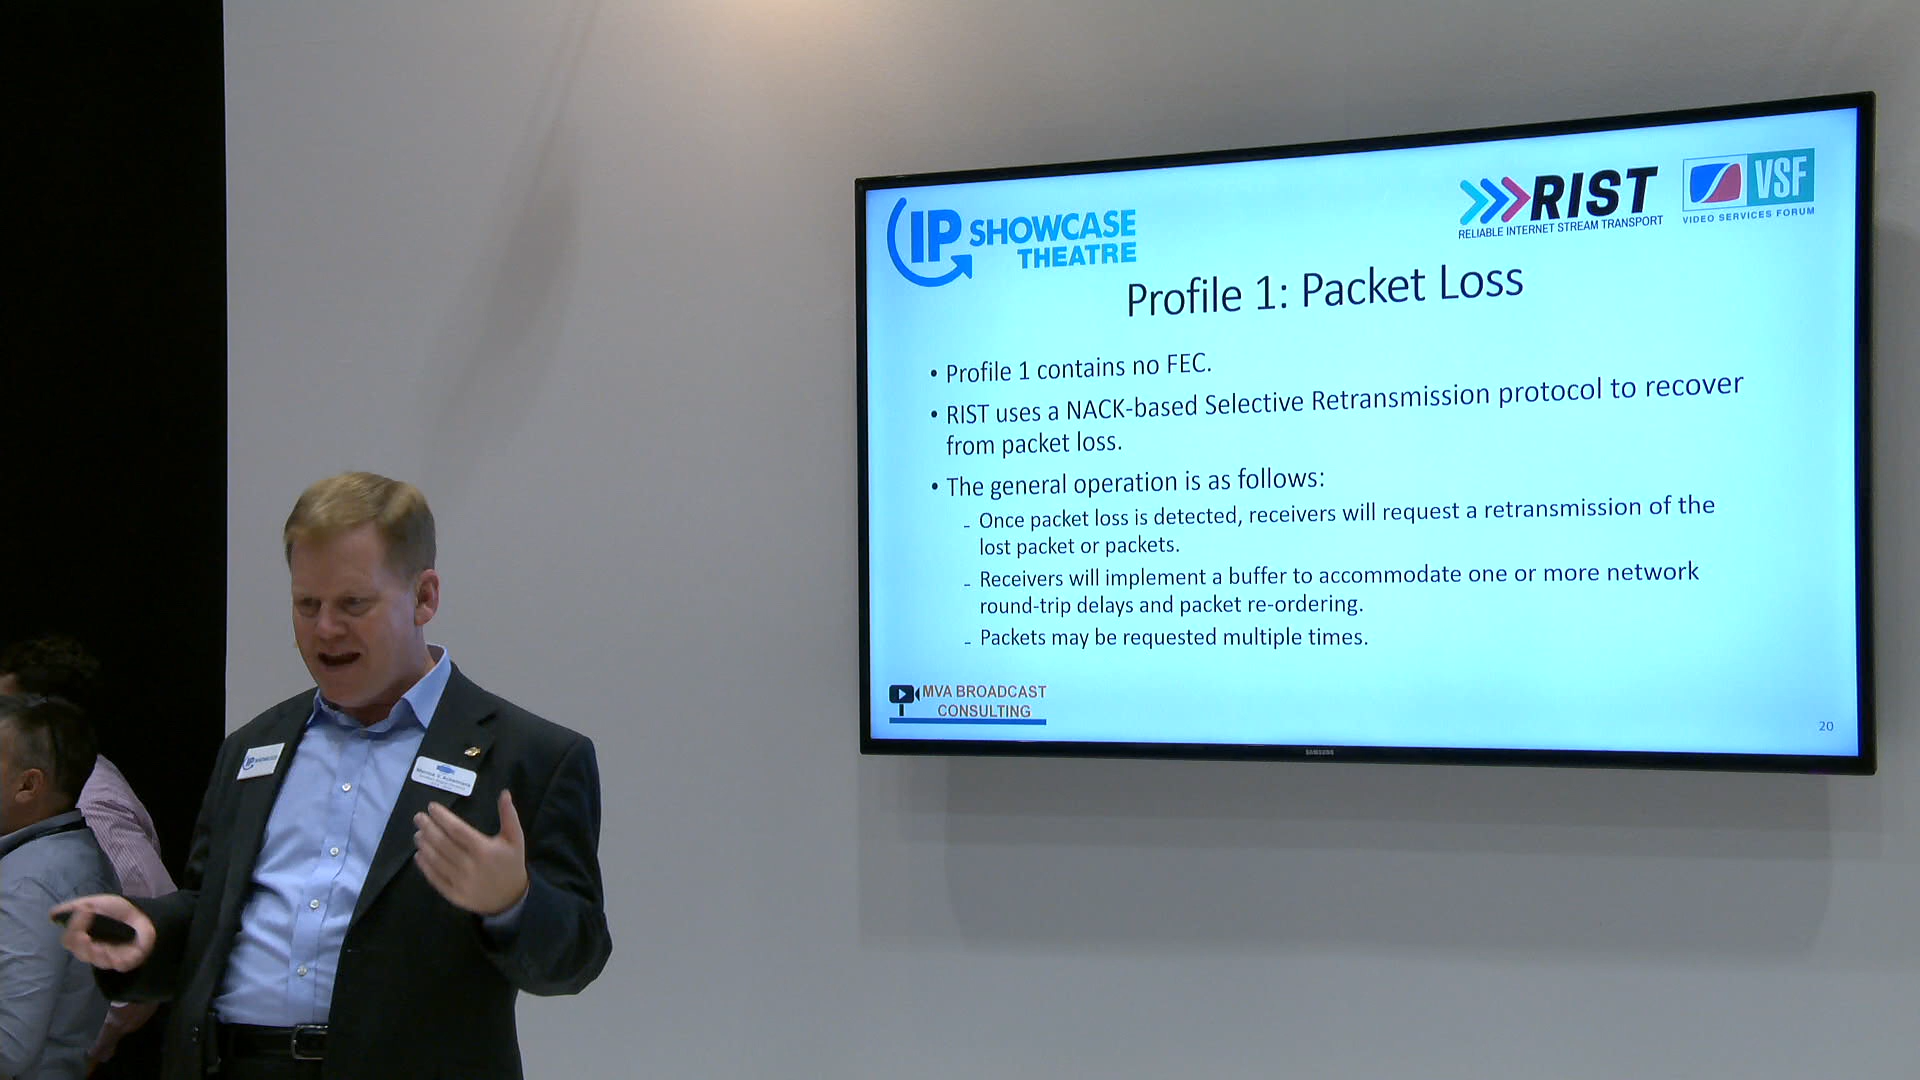 IP SHOWCASE
THEATRE
RIST
RELIABLE INTERNET STREAM TRANSPORT
VSF
VIDEO SERVICES FORUM
Profile 1: Packet Loss
• Profile 1 contains no FEC.
• RIST uses a NACK-based Selective Retransmission protocol to recover
from packet loss.
• The general operation is as follows:
- Once packet loss is detected, receivers will request a retransmission of the
lost packet or packets.
- Receivers will implement a buffer to accommodate one or more network
round-trip delays and packet re-ordering.
- Packets may be requested multiple times.
MVA BROADCAST
CONSULTING
20
SAMSUNG
IP SHOWCASE